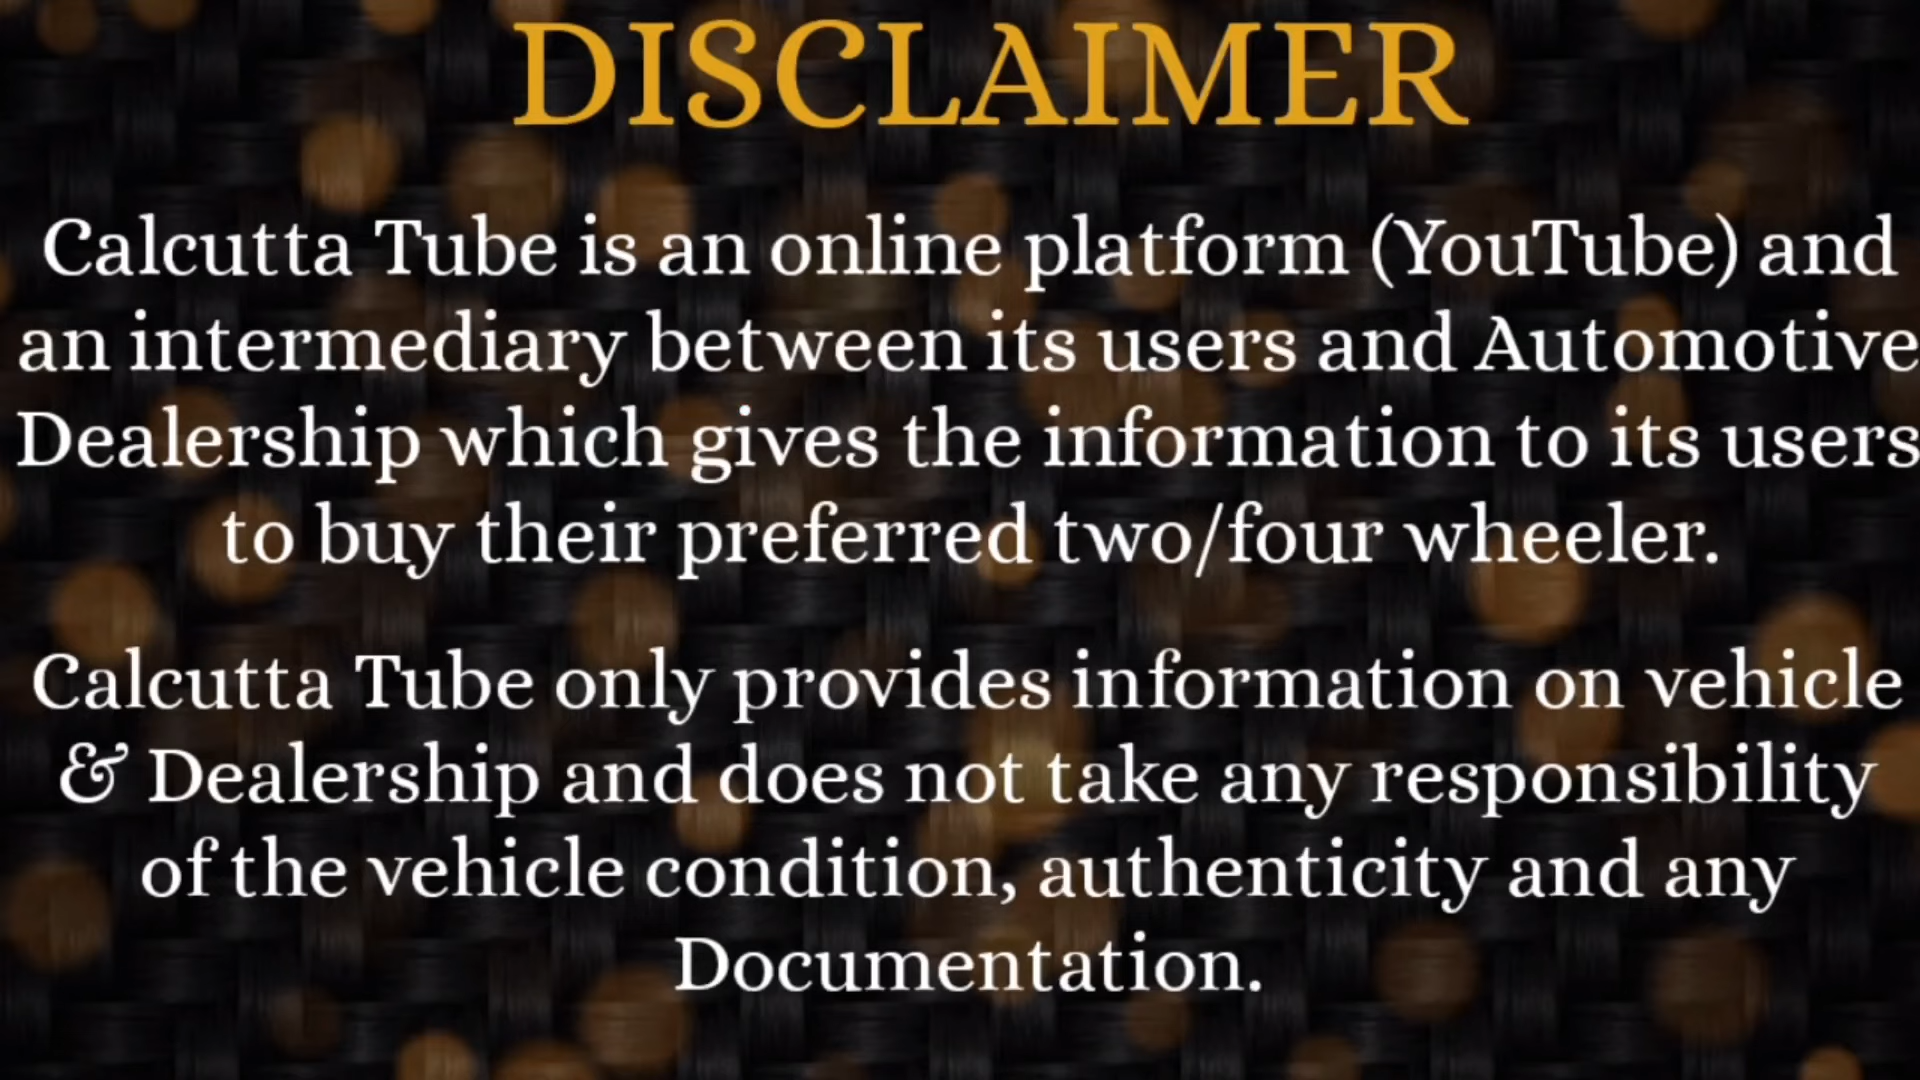 DISCLAIMER
Calcutta Tube is an online platform (YouTube) and
an intermediary between its users and Automotive
Dealership which gives the information to its users
to buy their preferred two/four wheeler.
Calcutta Tube only provides information on vehicle
& Dealership and does not take any responsibility
of the vehicle condition, authenticity and any
Documentation.